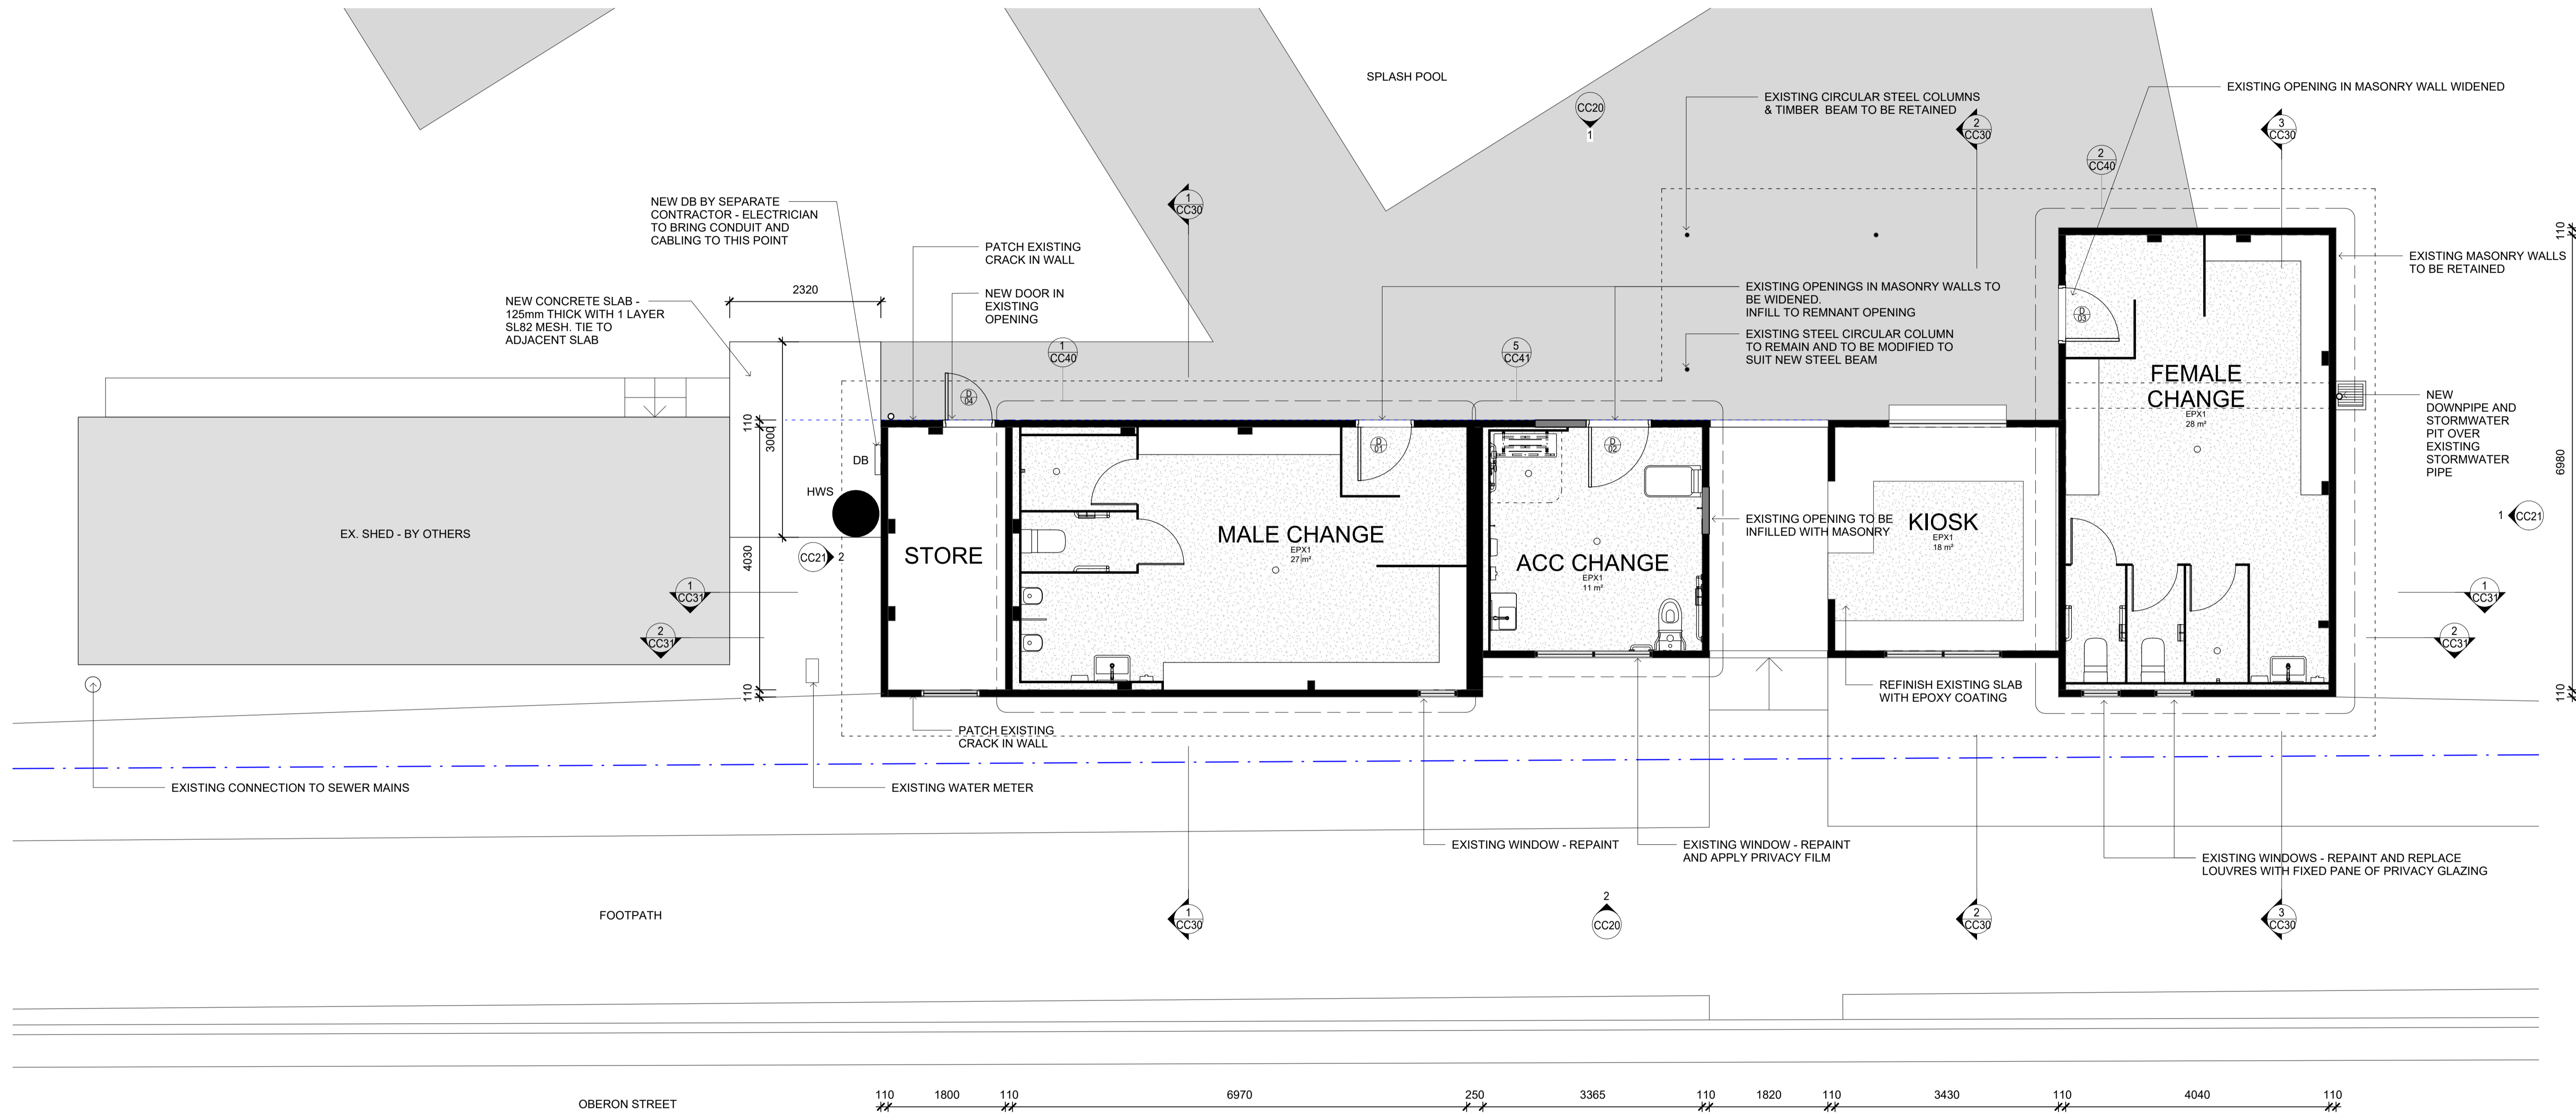 SPLASH POOL
EXISTING CIRCULAR STEEL COLUMNS
& TIMBER BEAM TO BE RETAINED
EXISTING OPENING IN MASONRY WALL WIDENED
CC20
1
2
CC30
3
CC30
2
CC40
1
CC30
NEW DB BY SEPARATE
CONTRACTOR - ELECTRICIAN
TO BRING CONDUIT AND
CABLING TO THIS POINT
PATCH EXISTING
CRACK IN WALL
EXISTING MASONRY WALLS
TO BE RETAINED
110
2320
NEW CONCRETE SLAB -
125mm THICK WITH 1 LAYER
SL82 MESH. TIE TO
ADJACENT SLAB
NEW DOOR IN
EXISTING
OPENING
EXISTING OPENINGS IN MASONRY WALLS TO
BE WIDENED.
INFILL TO REMNANT OPENING
EXISTING STEEL CIRCULAR COLUMN
TO REMAIN AND TO BE MODIFIED TO
SUIT NEW STEEL BEAM
1
CC40
5
CC41
D
03
D
04
D
01
D
02
FEMALE
CHANGE
EPX1
28 m²
NEW
DOWNPIPE AND
STORMWATER
PIT OVER
EXISTING
STORMWATER
PIPE
110
3000
4030
110
6980
110
DB
HWS
EX. SHED - BY OTHERS
STORE
MALE CHANGE
EPX1
27 m²
ACC CHANGE
EPX1
11 m²
EXISTING OPENING TO BE
INFILLED WITH MASONRY
KIOSK
EPX1
18 m²
1
CC21
CC21
2
1
CC31
2
CC31
1
CC31
2
CC31
REFINISH EXISTING SLAB
WITH EPOXY COATING
PATCH EXISTING
CRACK IN WALL
EXISTING CONNECTION TO SEWER MAINS
EXISTING WATER METER
EXISTING WINDOW - REPAINT
EXISTING WINDOW - REPAINT
AND APPLY PRIVACY FILM
EXISTING WINDOWS - REPAINT AND REPLACE
LOUVRES WITH FIXED PANE OF PRIVACY GLAZING
FOOTPATH
1
CC30
2
CC20
2
CC30
3
CC30
OBERON STREET
110 1800 110 6970 250 3365 110 1820 110 3430 110 4040 110